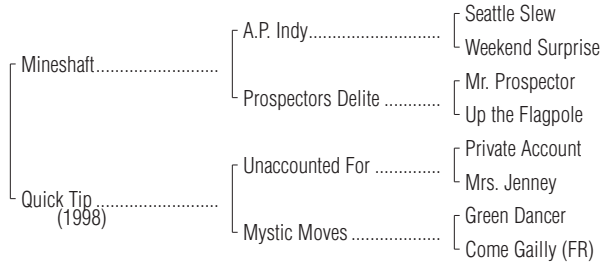 Seattle Slew
A.P. Indy..............................
Weekend Surprise
Mineshaft............................
Mr. Prospector
Prospectors Delite .............
Up the Flagpole
Private Account
Unaccounted For ...............
Mrs. Jenney
Quick Tip ............................
(1998)
Green Dancer
Mystic Moves .....................
Come Gailly (FR)